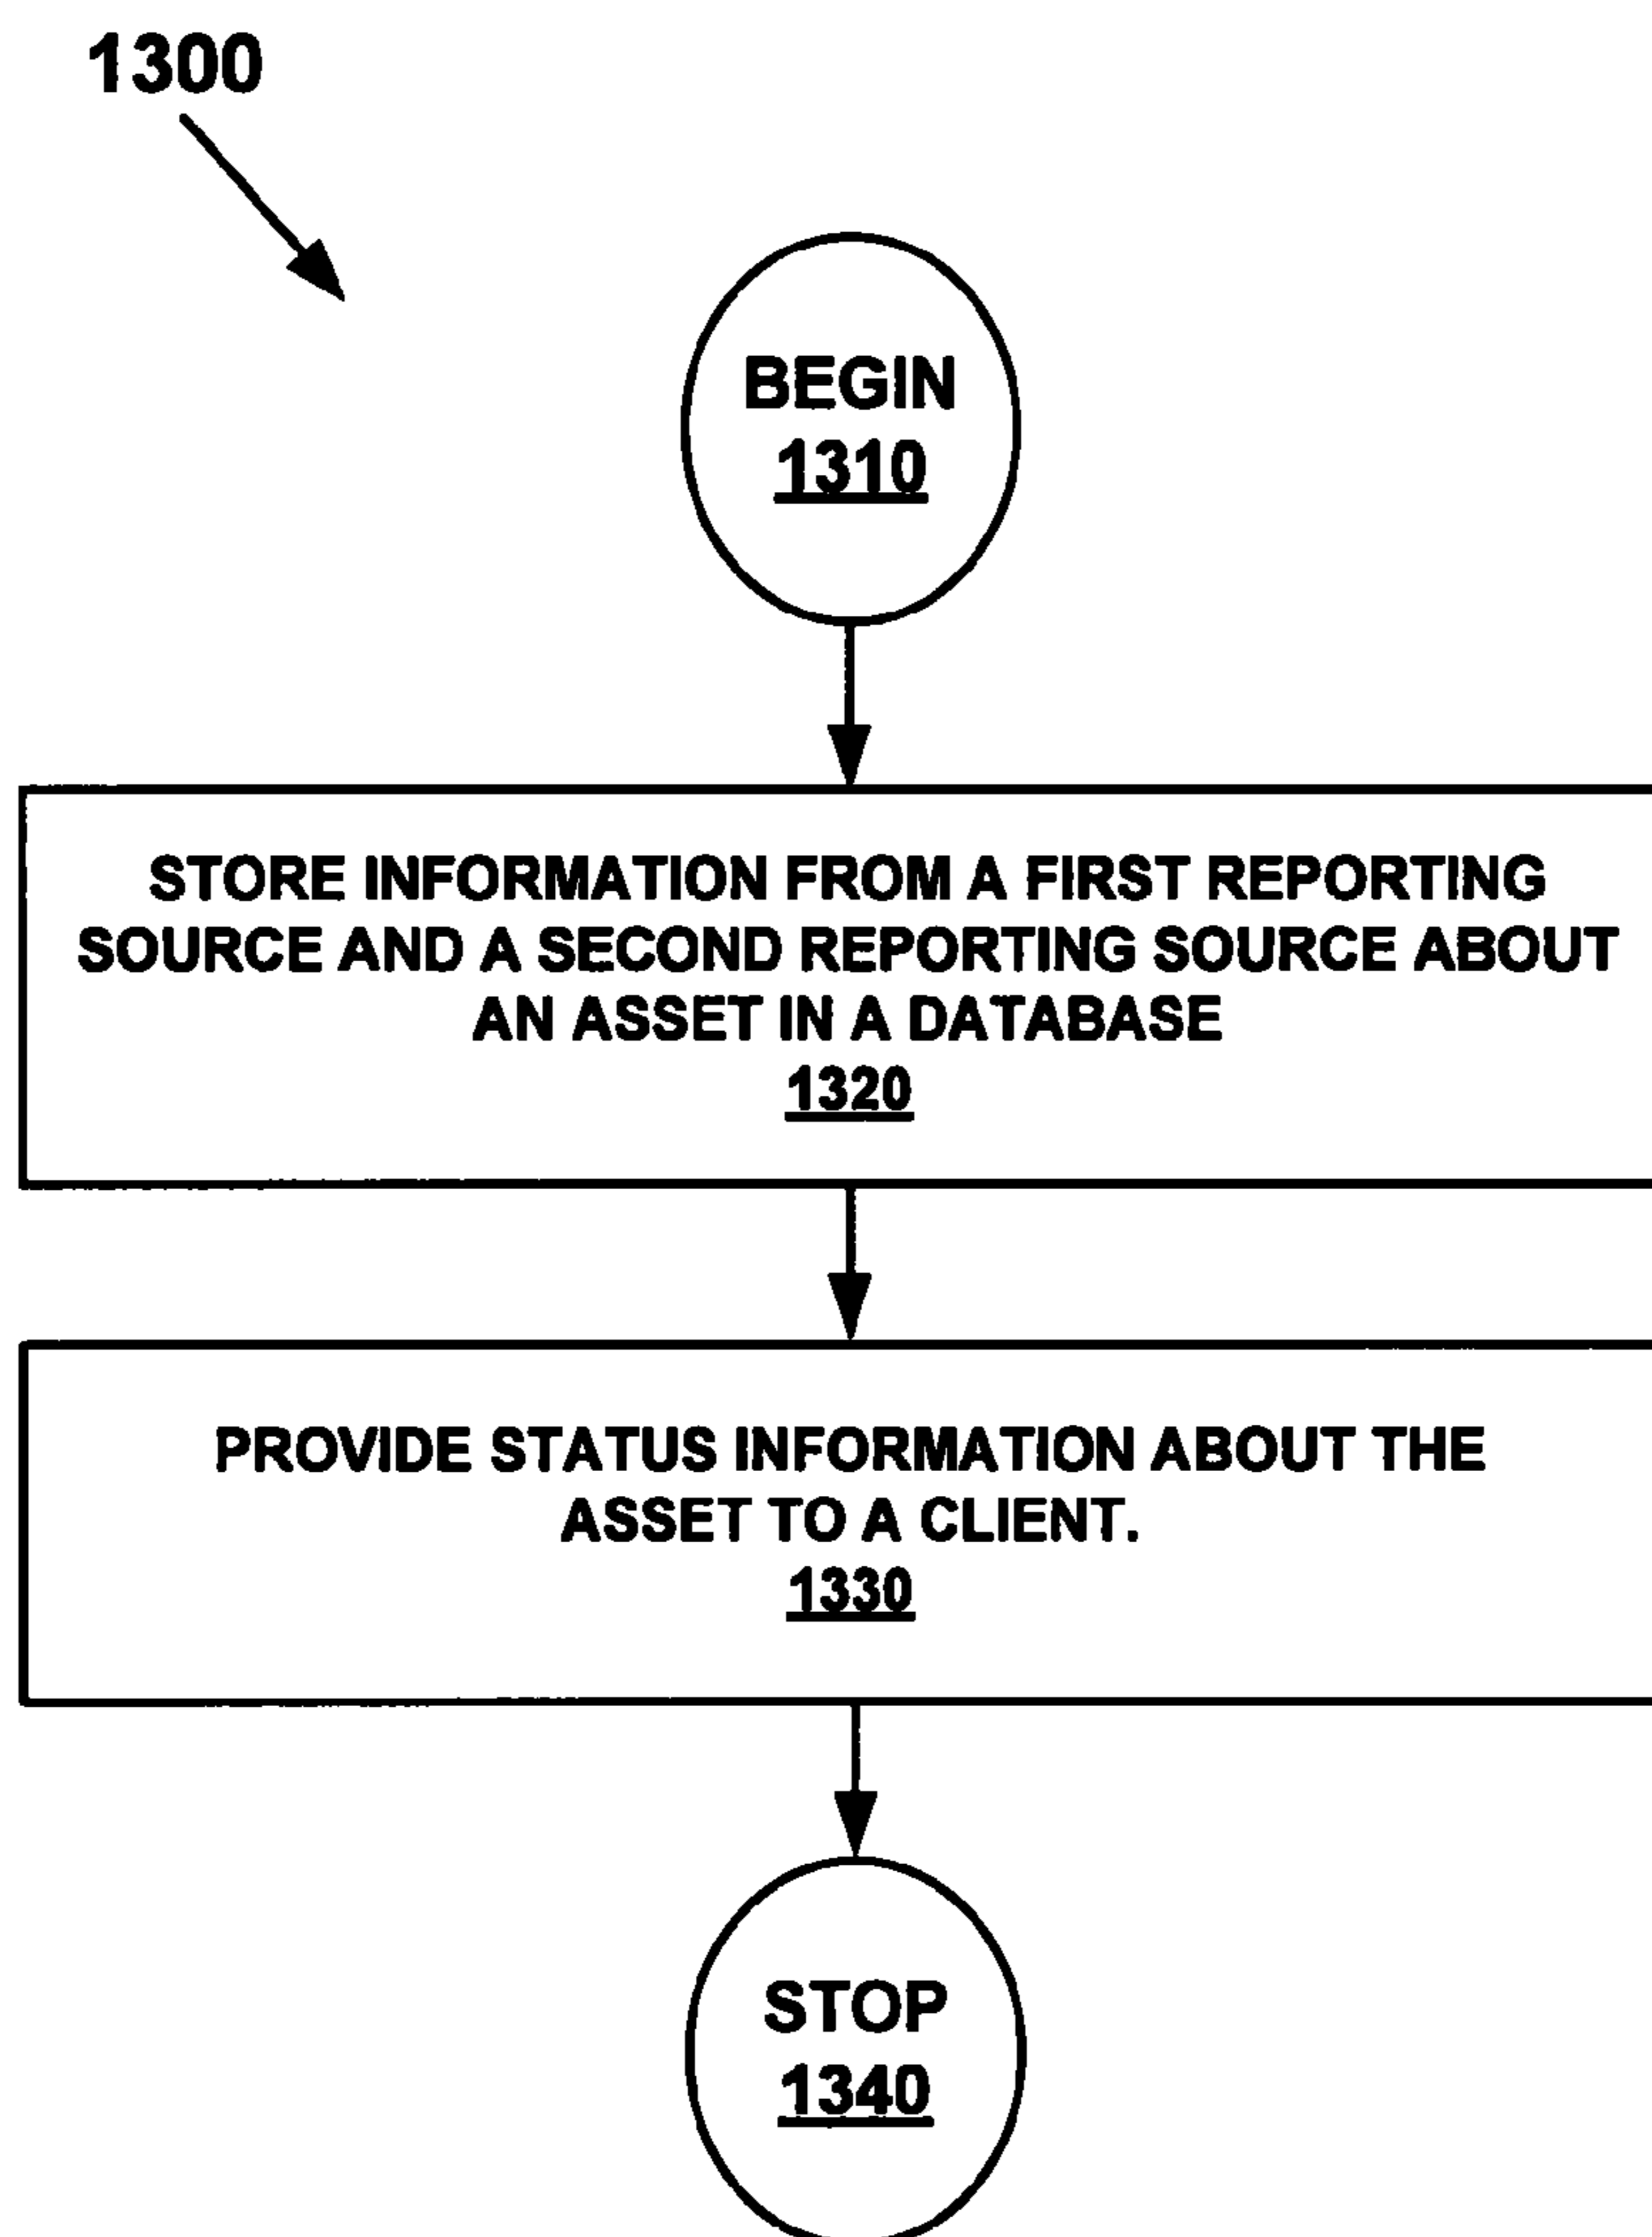 1300
BEGIN
1310
STORE INFORMATION FROM A FIRST REPORTING
SOURCE AND A SECOND REPORTING SOURCE ABOUT
AN ASSET IN A DATABASE
1320
PROVIDE STATUS INFORMATION ABOUT THE
ASSET TO A CLIENT.
1330
STOP
1340